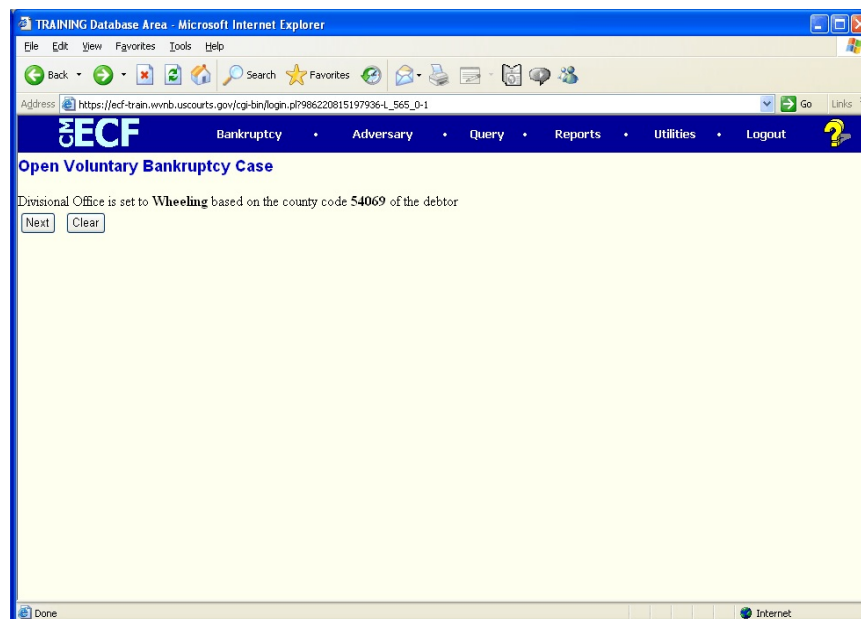 TRAINING Database Area - Microsoft Internet Explorer
File Edit View Favorites Tools Help
Back Search Favorites
Address https://ecf-train.wvnb.uscourts.gov/cgi-bin/login.pl?986220815197936-L_565_0-1 Go Links
CM ECF Bankruptcy • Adversary • Query • Reports • Utilities • Logout ?
Open Voluntary Bankruptcy Case
Divisional Office is set to Wheeling based on the county code 54069 of the debtor
Next Clear
Done Internet